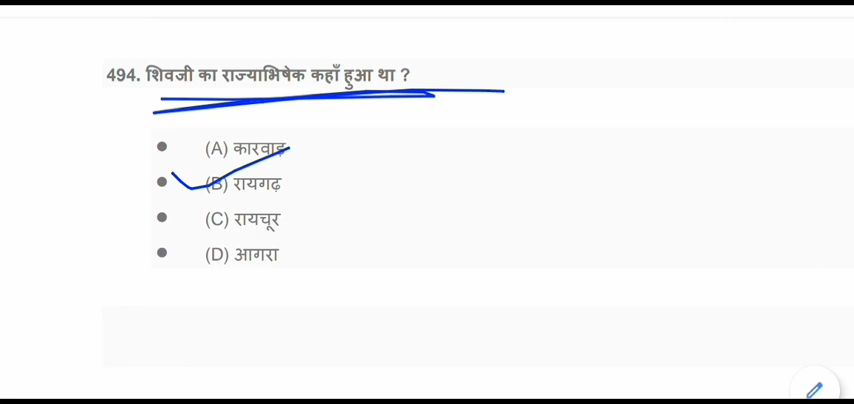 494. शिवजी का राज्याभिषेक कहाँ हुआ था ?
(A) कारवाड़
(B) रायगढ़
(C) रायचूर
(D) आगरा